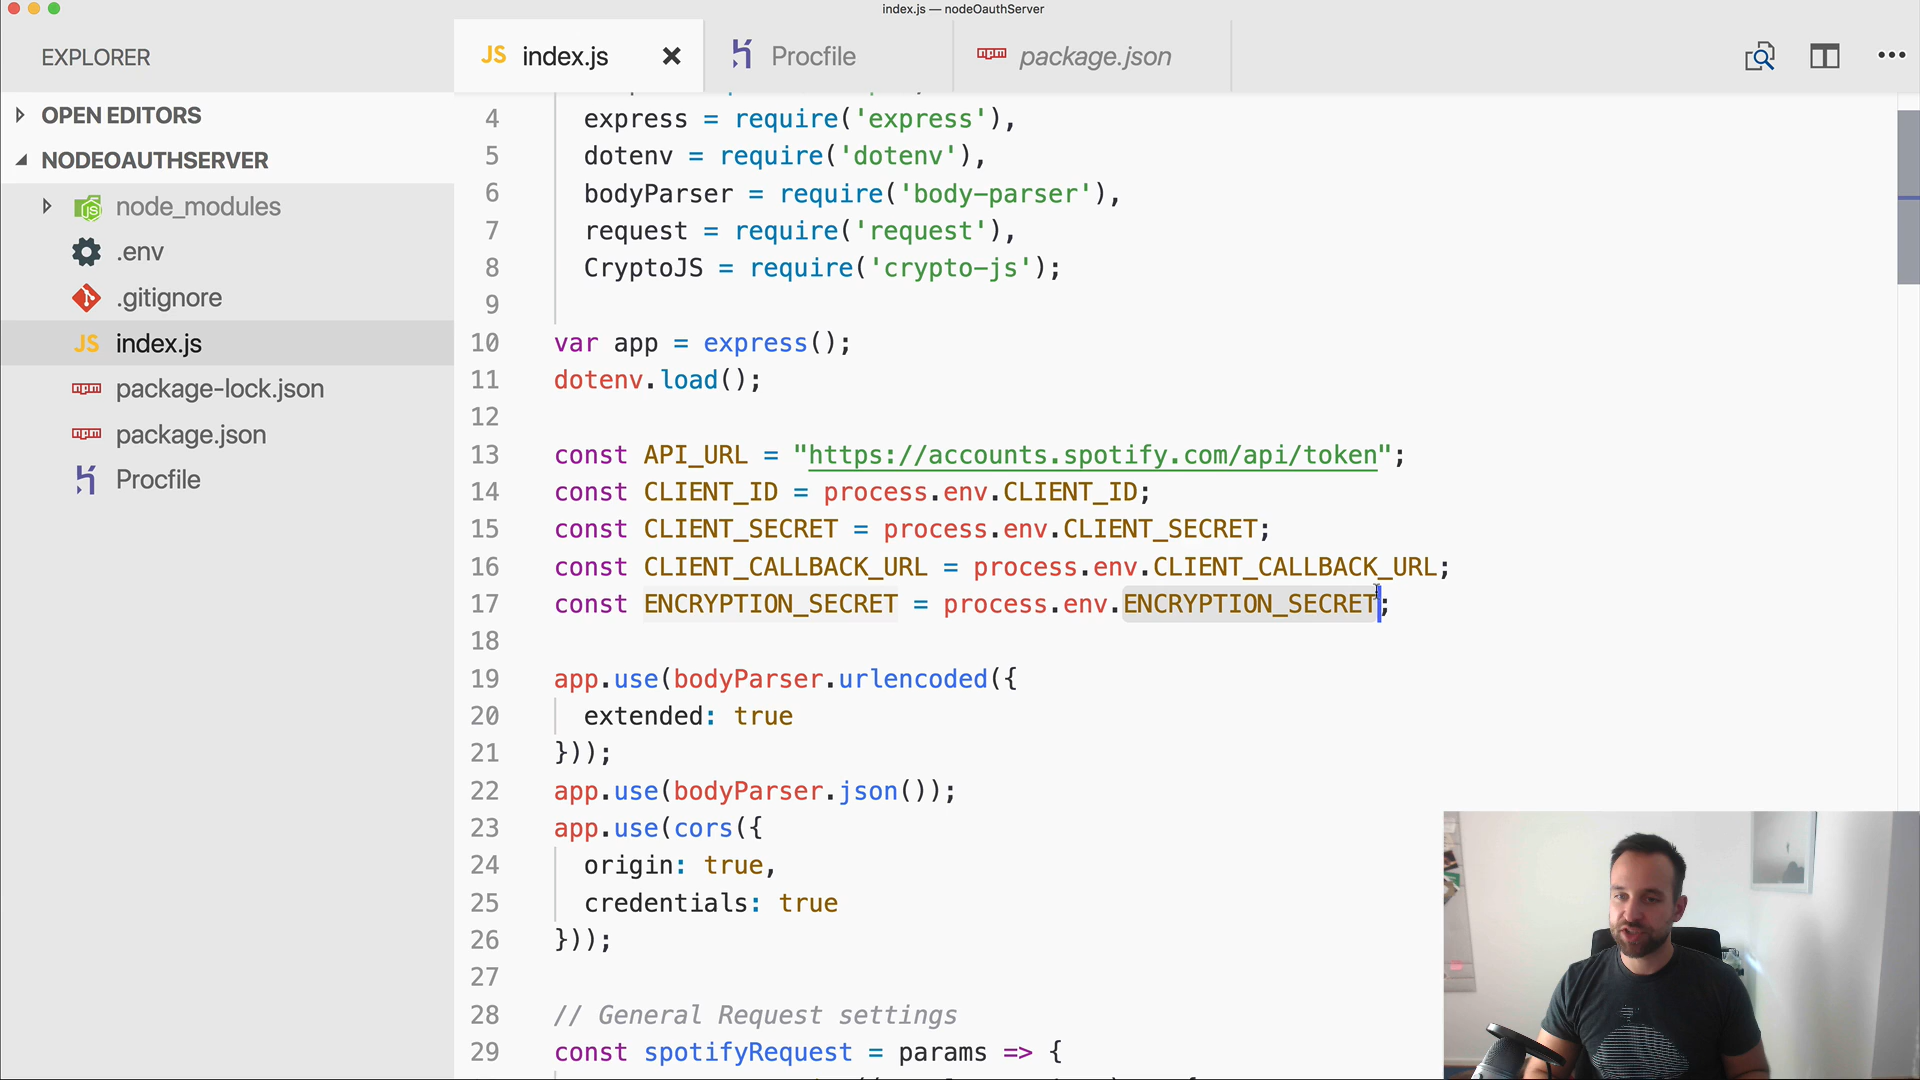 index.js — nodeOauthServer
EXPLORER
JS index.js
Procfile
package.json
OPEN EDITORS
NODEOAUTHSERVER
node_modules
.env
.gitignore
JS index.js
package-lock.json
package.json
Procfile
4 express = require('express'),
5 dotenv = require('dotenv'),
6 bodyParser = require('body-parser'),
7 request = require('request'),
8 CryptoJS = require('crypto-js');
9
10 var app = express();
11 dotenv.load();
12
13 const API_URL = "https://accounts.spotify.com/api/token";
14 const CLIENT_ID = process.env.CLIENT_ID;
15 const CLIENT_SECRET = process.env.CLIENT_SECRET;
16 const CLIENT_CALLBACK_URL = process.env.CLIENT_CALLBACK_URL;
17 const ENCRYPTION_SECRET = process.env.ENCRYPTION_SECRET;
18
19 app.use(bodyParser.urlencoded({
20 extended: true
21 }));
22 app.use(bodyParser.json());
23 app.use(cors({
24 origin: true,
25 credentials: true
26 }));
27
28 // General Request settings
29 const spotifyRequest = params => {